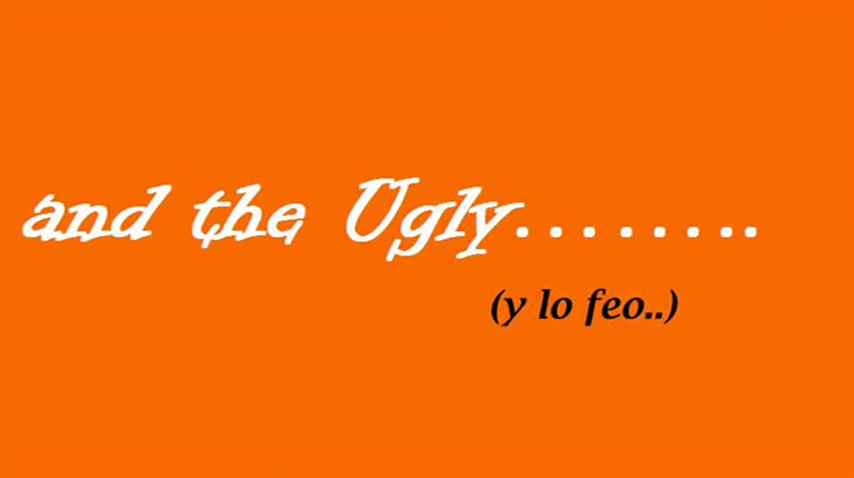 and the Ugly........
(y lo feo..)